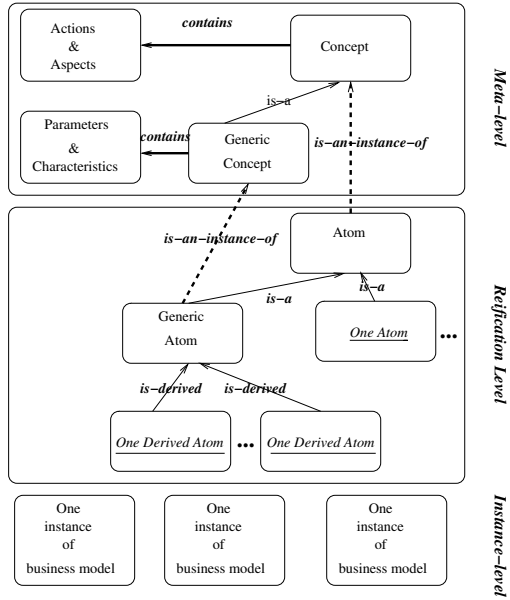 contains
Actions
&
Aspects
Concept
is-a
Parameters
&
Characteristics
contains
Generic
Concept
is-an-instance-of
Meta-level
is-an-instance-of
Atom
is-a
is-a
Generic
Atom
One Atom
...
is-derived
is-derived
One Derived Atom
...
One Derived Atom
Reification Level
One
instance
of
business model
One
instance
of
business model
One
instance
of
business model
Instance-level